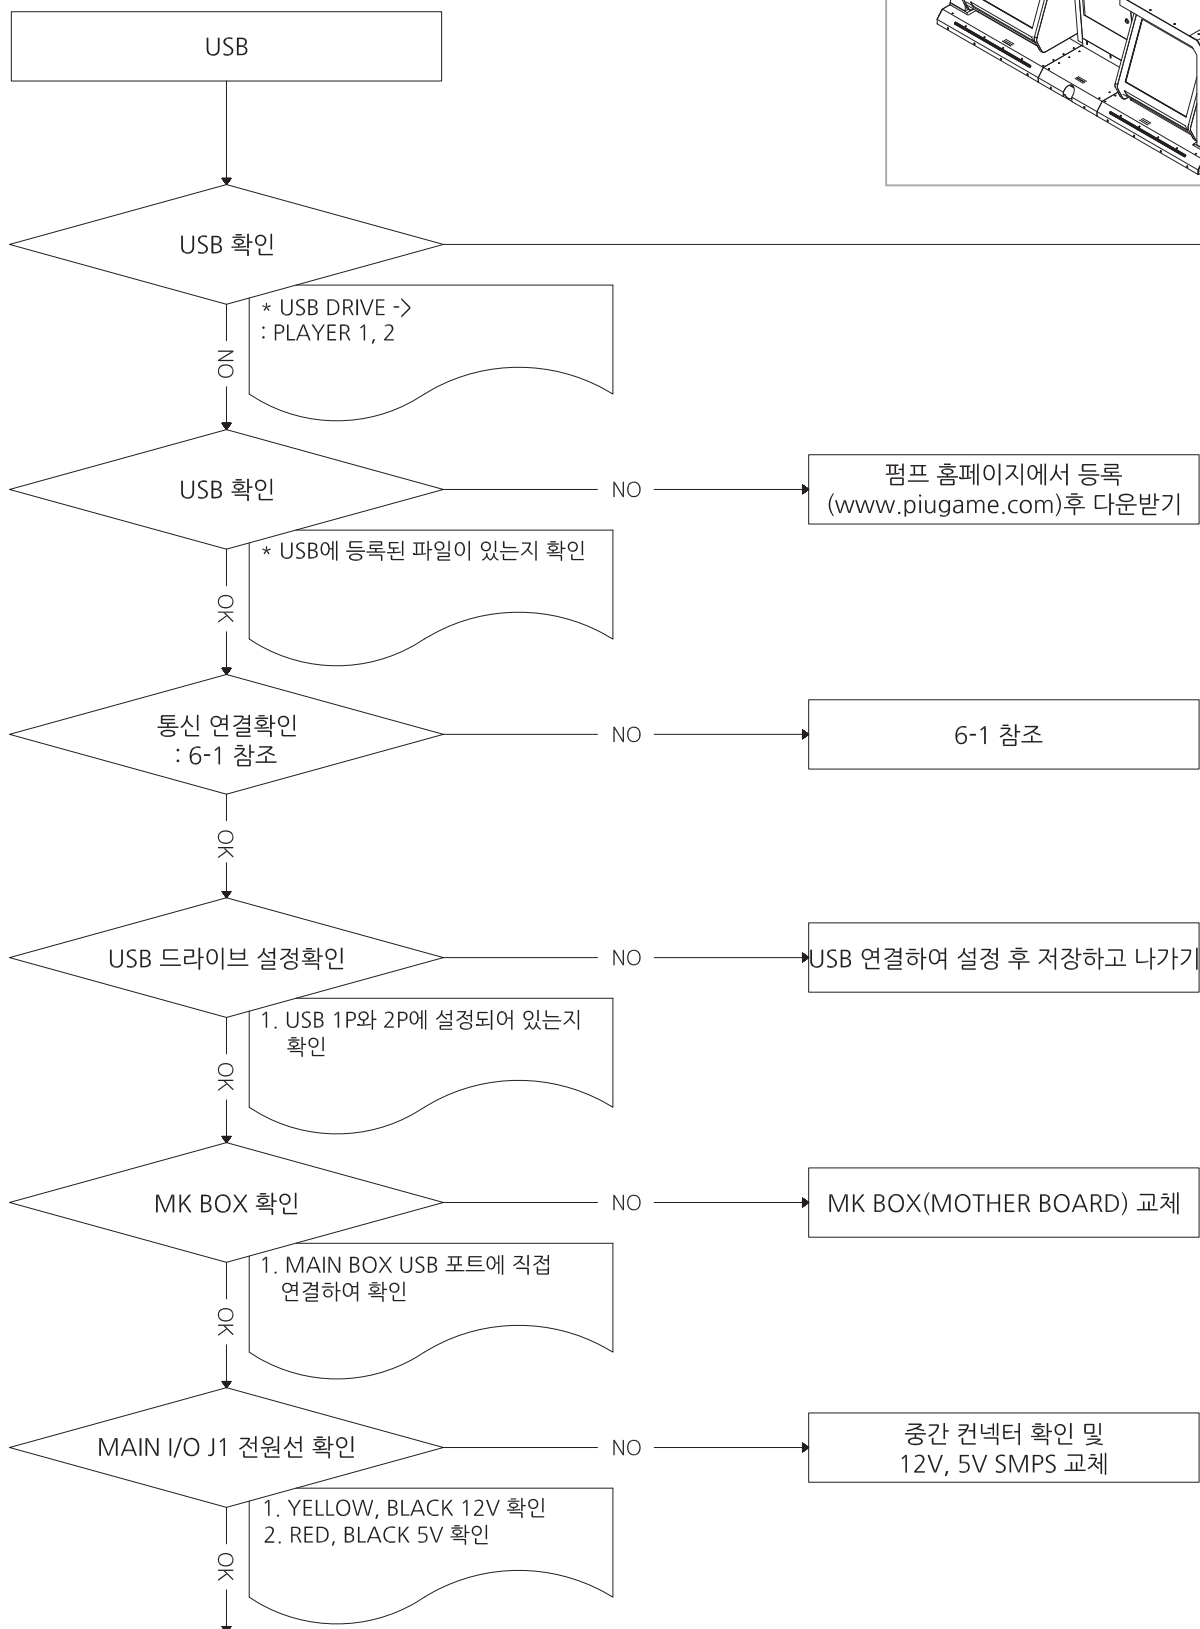 USB
USB 확인
* USB DRIVE ->
: PLAYER 1, 2
NO
USB 확인
NO
펌프 홈페이지에서 등록
(www.piugame.com)후 다운받기
* USB에 등록된 파일이 있는지 확인
OK
통신 연결확인
: 6-1 참조
NO
6-1 참조
OK
USB 드라이브 설정확인
NO
USB 연결하여 설정 후 저장하고 나가기
1. USB 1P와 2P에 설정되어 있는지
확인
OK
MK BOX 확인
NO
MK BOX(MOTHER BOARD) 교체
1. MAIN BOX USB 포트에 직접
연결하여 확인
OK
MAIN I/O J1 전원선 확인
NO
중간 컨넥터 확인 및
12V, 5V SMPS 교체
1. YELLOW, BLACK 12V 확인
2. RED, BLACK 5V 확인
OK